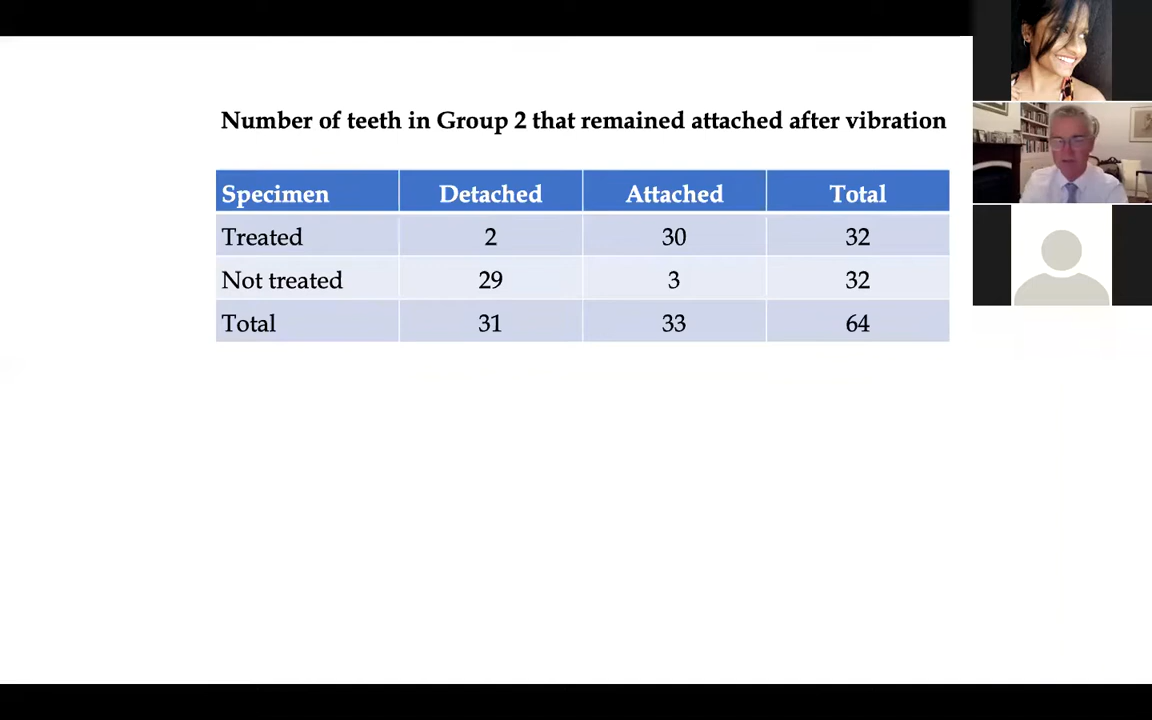 Number of teeth in Group 2 that remained attached after vibration
Specimen Detached Attached Total
Treated 2 30 32
Not treated 29 3 32
Total 31 33 64